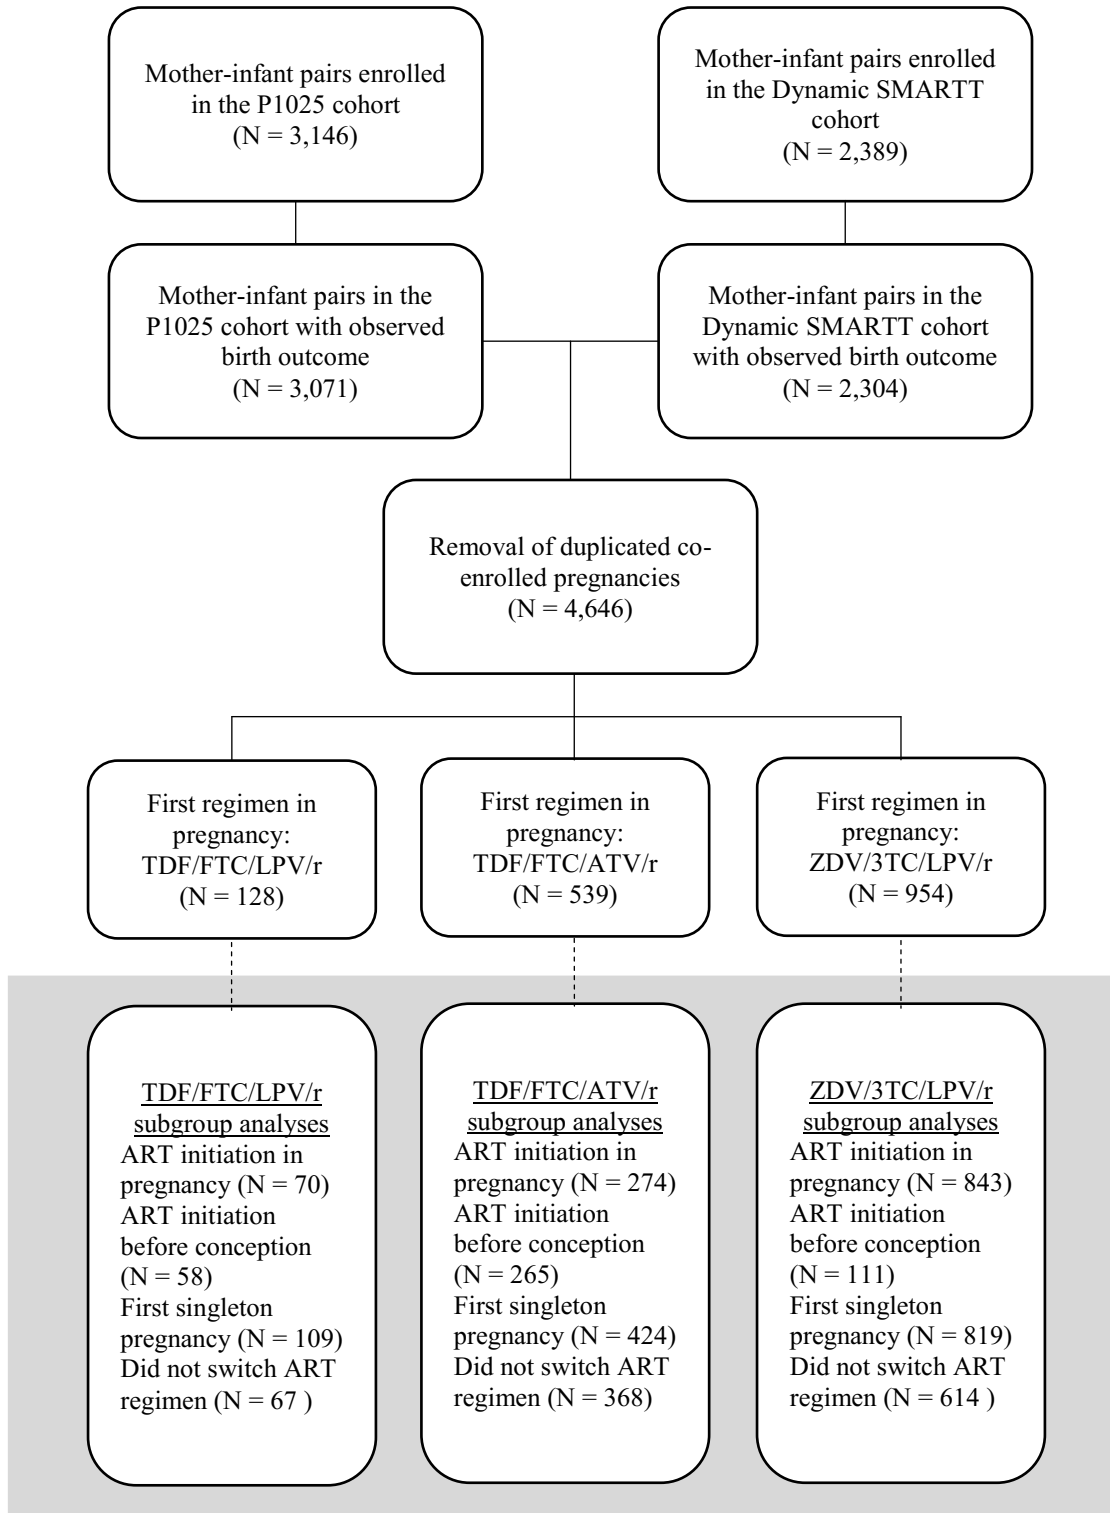 Mother-infant pairs enrolled
in the P1025 cohort
(N = 3,146)
Mother-infant pairs enrolled
in the Dynamic SMARTT
cohort
(N = 2,389)
Mother-infant pairs in the
P1025 cohort with observed
birth outcome
(N = 3,071)
Mother-infant pairs in the
Dynamic SMARTT cohort
with observed birth outcome
(N = 2,304)
Removal of duplicated co-
enrolled pregnancies
(N = 4,646)
First regimen in
pregnancy:
TDF/FTC/LPV/r
(N = 128)
First regimen in
pregnancy:
TDF/FTC/ATV/r
(N = 539)
First regimen in
pregnancy:
ZDV/3TC/LPV/r
(N = 954)
TDF/FTC/LPV/r
subgroup analyses
ART initiation in
pregnancy (N = 70)
ART initiation
before conception
(N = 58)
First singleton
pregnancy (N = 109)
Did not switch ART
regimen (N = 67 )
TDF/FTC/ATV/r
subgroup analyses
ART initiation in
pregnancy (N = 274)
ART initiation
before conception
(N = 265)
First singleton
pregnancy (N = 424)
Did not switch ART
regimen (N = 368)
ZDV/3TC/LPV/r
subgroup analyses
ART initiation in
pregnancy (N = 843)
ART initiation
before conception
(N = 111)
First singleton
pregnancy (N = 819)
Did not switch ART
regimen (N = 614 )